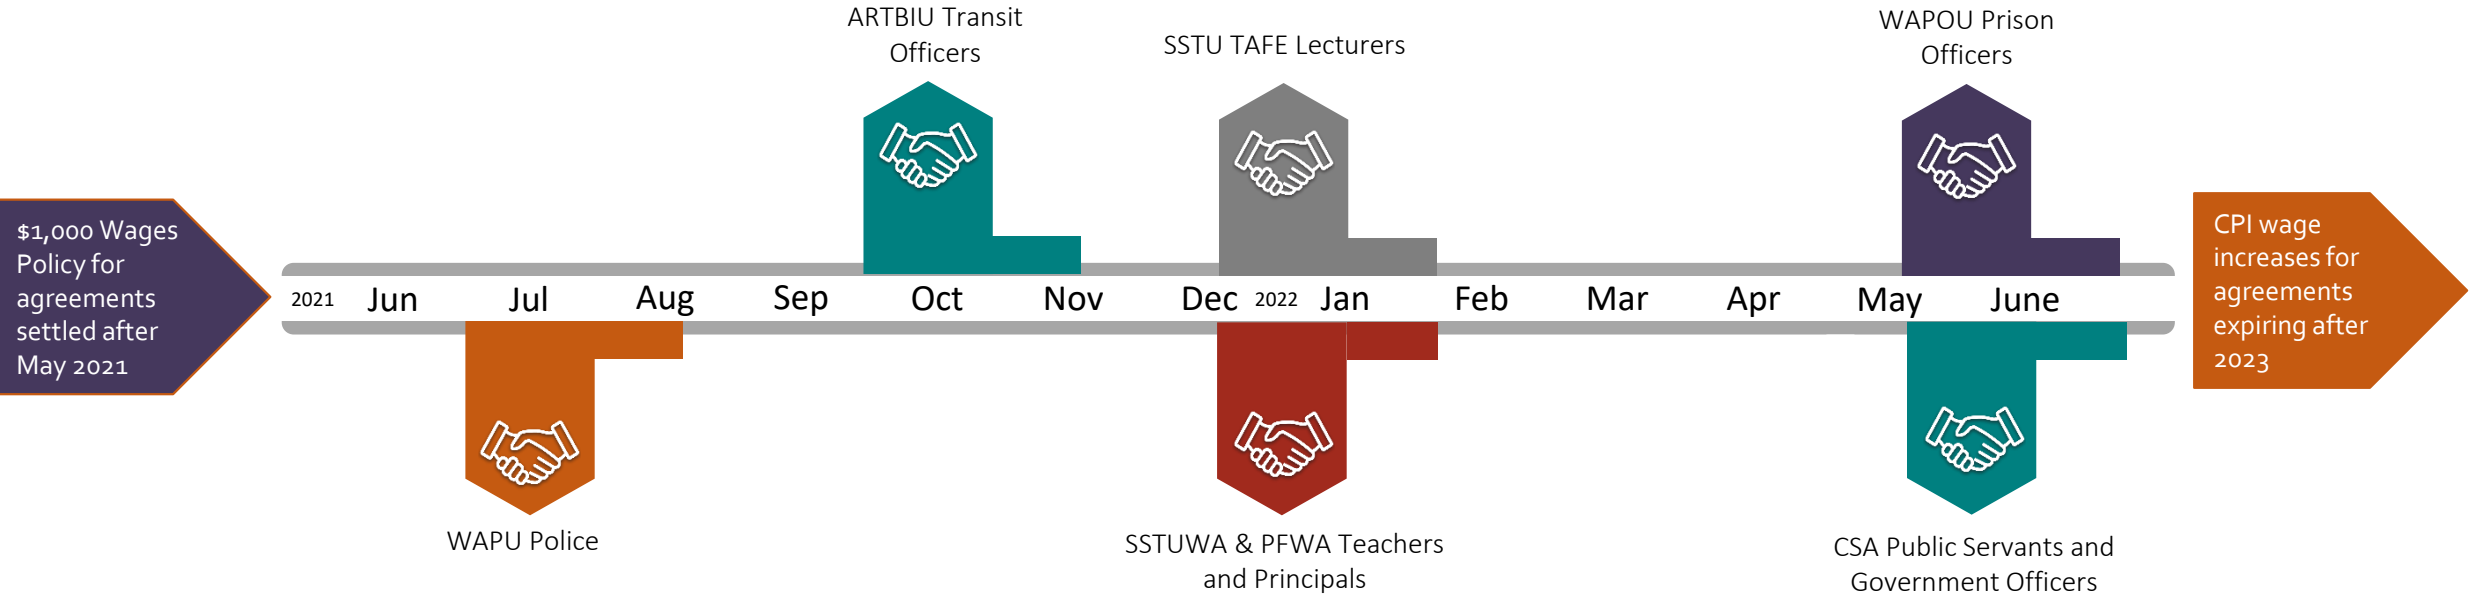 ARTBIU Transit
Officers
SSTU TAFE Lecturers
WAPOU Prison
Officers
$1,000 Wages
Policy for
agreements
settled after
May 2021
2021 Jun Jul Aug Sep Oct Nov Dec 2022 Jan Feb Mar Apr May June
CPI wage
increases for
agreements
expiring after
2023
WAPU Police
SSTUWA & PFWA Teachers
and Principals
CSA Public Servants and
Government Officers